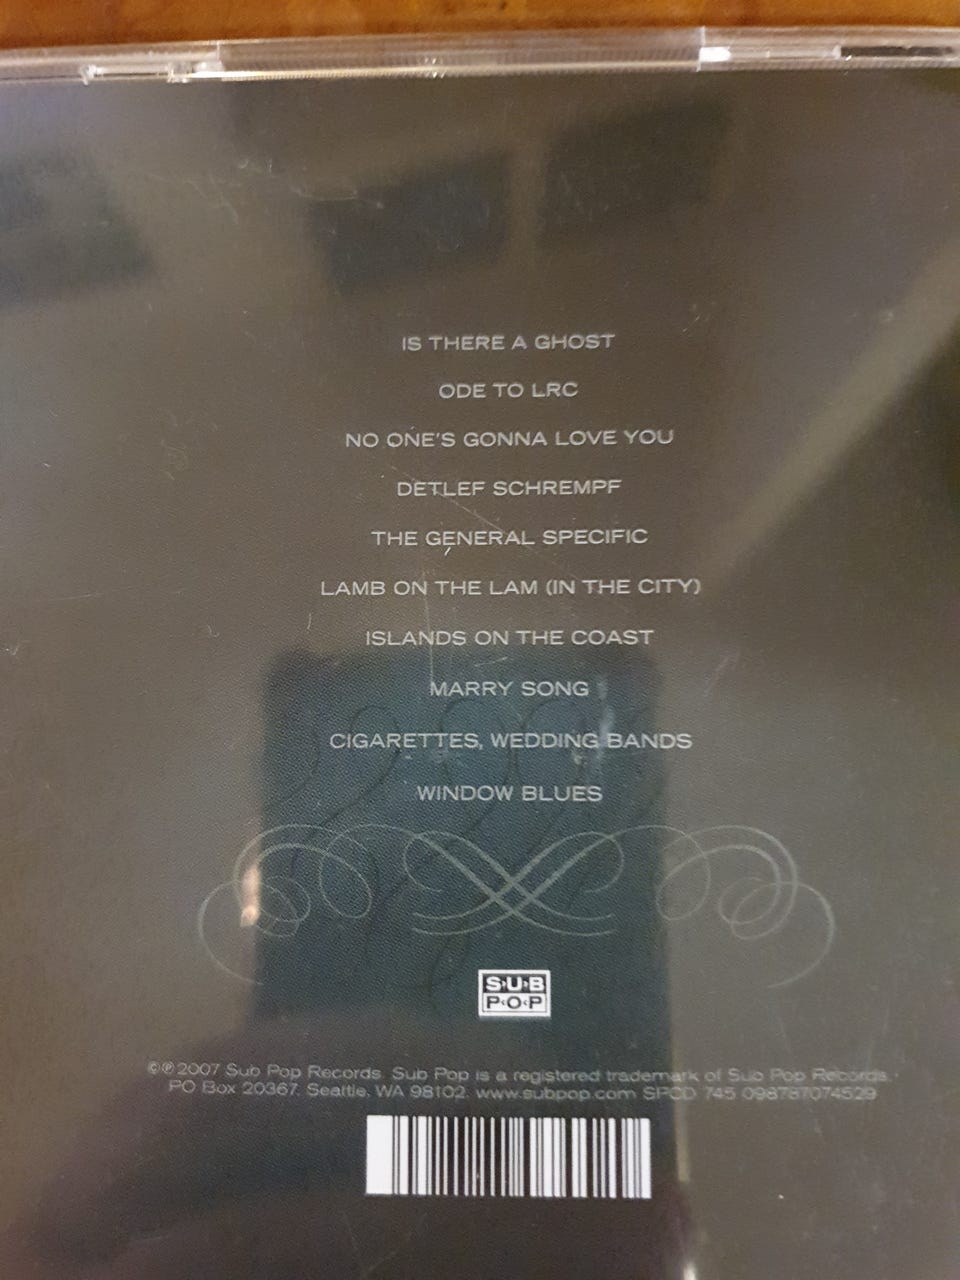 IS THERE A GHOST
ODE TO LRC
NO ONE'S GONNA LOVE YOU
DETLEF SCHREMPF
THE GENERAL SPECIFIC
LAMB ON THE LAM (IN THE CITY)
ISLANDS ON THE COAST
MARRY SONG
CIGARETTES, WEDDING BANDS
WINDOW BLUES
S·U·B
P·O·P
©℗ 2007 Sub Pop Records. Sub Pop is a registered trademark of Sub Pop Records.
PO Box 20367, Seattle, WA 98102. www.subpop.com SPCD 745 098787074529